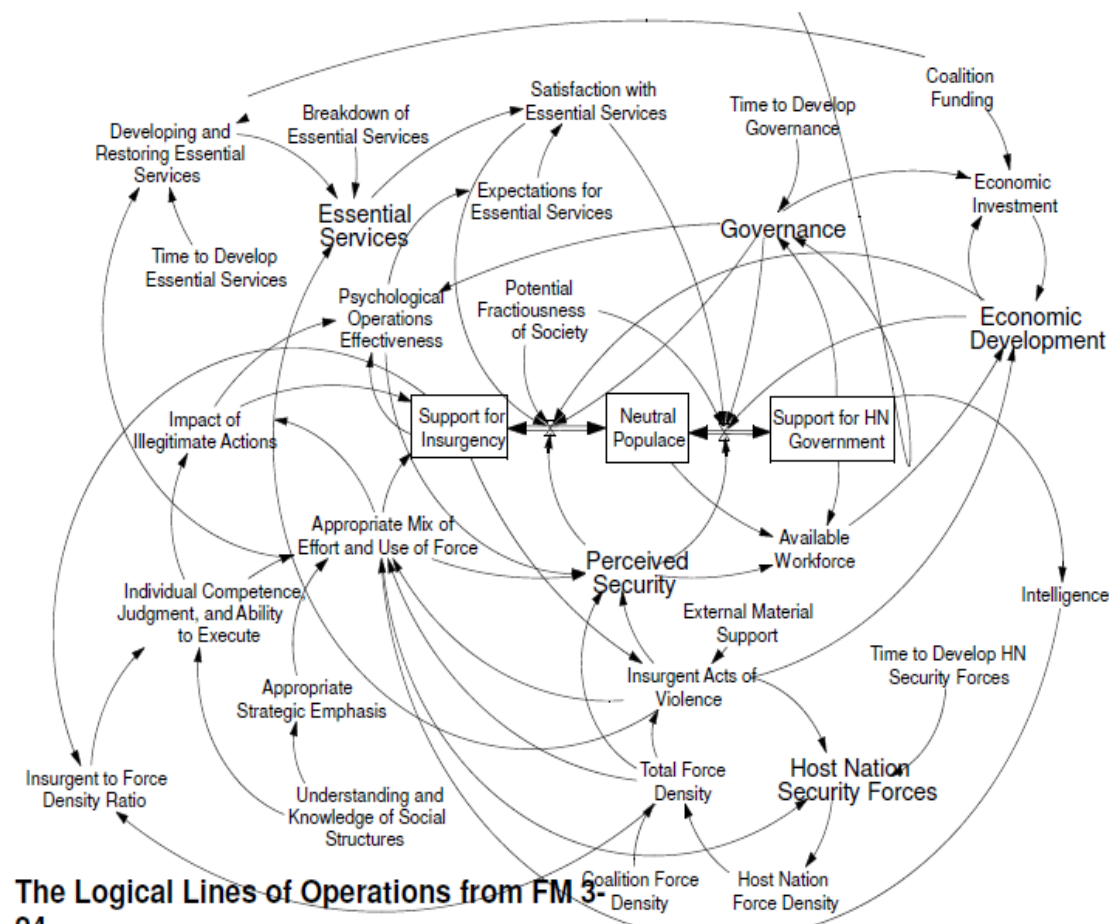 Coalition
Funding
Satisfaction with
Essential Services
Time to Develop
Governance
Breakdown of
Essential Services
Developing and
Restoring Essential
Services
Economic
Investment
Expectations for
Essential Services
Essential
Services
Governance
Time to Develop
Essential Services
Psychological
Operations
Effectiveness
Potential
Fractiousness
of Society
Economic
Development
Impact of
Illegitimate Actions
Support for
Insurgency
Neutral
Populace
Support for HN
Government
Appropriate Mix of
Effort and Use of Force
Available
Workforce
Perceived
Security
Individual Competence,
Judgment, and Ability
to Execute
Intelligence
External Material
Support
Time to Develop HN
Security Forces
Insurgent Acts of
Violence
Appropriate
Strategic Emphasis
Insurgent to Force
Density Ratio
Total Force
Density
Host Nation
Security Forces
Understanding and
Knowledge of Social
Structures
Coalition Force
Density
Host Nation
Force Density
The Logical Lines of Operations from FM 3-